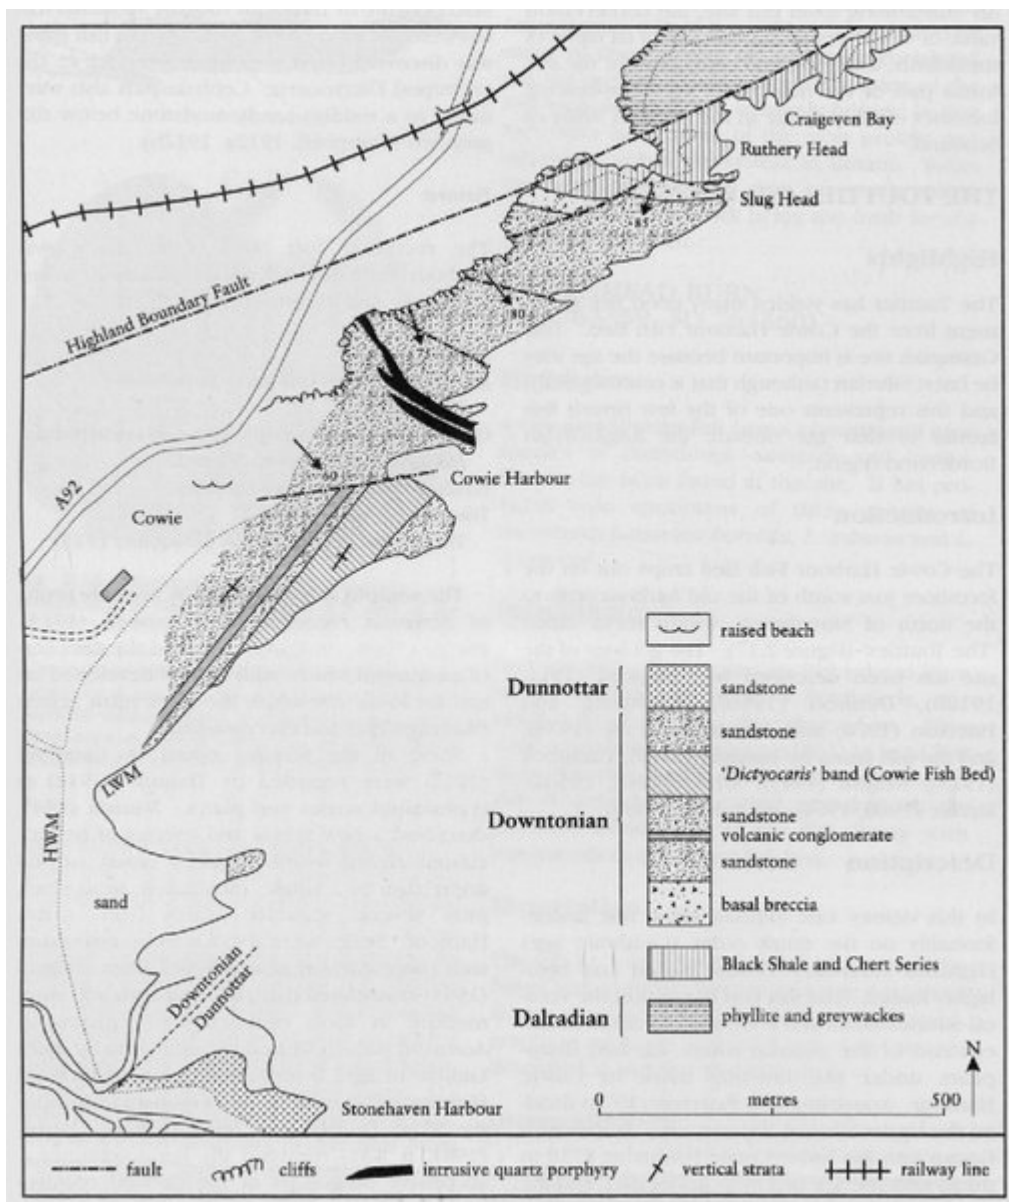 Craigeven Bay
Ruthery Head
Slug Head
85
Highland Boundary Fault
80
A92
60
Cowie Harbour
Cowie
raised beach
Dunnottar
sandstone
sandstone
'Dictyocaris' band (Cowie Fish Bed)
Downtonian
sandstone
volcanic conglomerate
sandstone
basal breccia
LWM
HWM
sand
Black Shale and Chert Series
Downtonian
Dunnottar
Dalradian
phyllite and greywackes
N
0
metres
500
Stonehaven Harbour
fault
cliffs
intrusive quartz porphyry
vertical strata
railway line